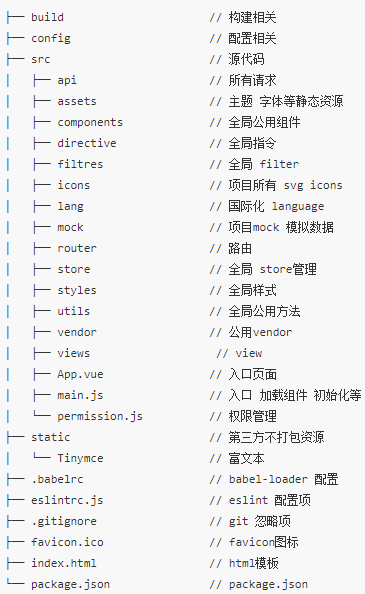 ├── build                      // 构建相关
├── config                     // 配置相关
├── src                        // 源代码
│   ├── api                    // 所有请求
│   ├── assets                 // 主题 字体等静态资源
│   ├── components             // 全局公用组件
│   ├── directive              // 全局指令
│   ├── filtres                // 全局 filter
│   ├── icons                  // 项目所有 svg icons
│   ├── lang                   // 国际化 language
│   ├── mock                   // 项目mock 模拟数据
│   ├── router                 // 路由
│   ├── store                  // 全局 store管理
│   ├── styles                 // 全局样式
│   ├── utils                  // 全局公用方法
│   ├── vendor                 // 公用vendor
│   ├── views                   // view
│   ├── App.vue                // 入口页面
│   ├── main.js                // 入口 加载组件 初始化等
│   └── permission.js          // 权限管理
├── static                     // 第三方不打包资源
│   └── Tinymce                // 富文本
├── .babelrc                   // babel-loader 配置
├── eslintrc.js                // eslint 配置项
├── .gitignore                 // git 忽略项
├── favicon.ico                // favicon图标
├── index.html                 // html模板
└── package.json               // package.json